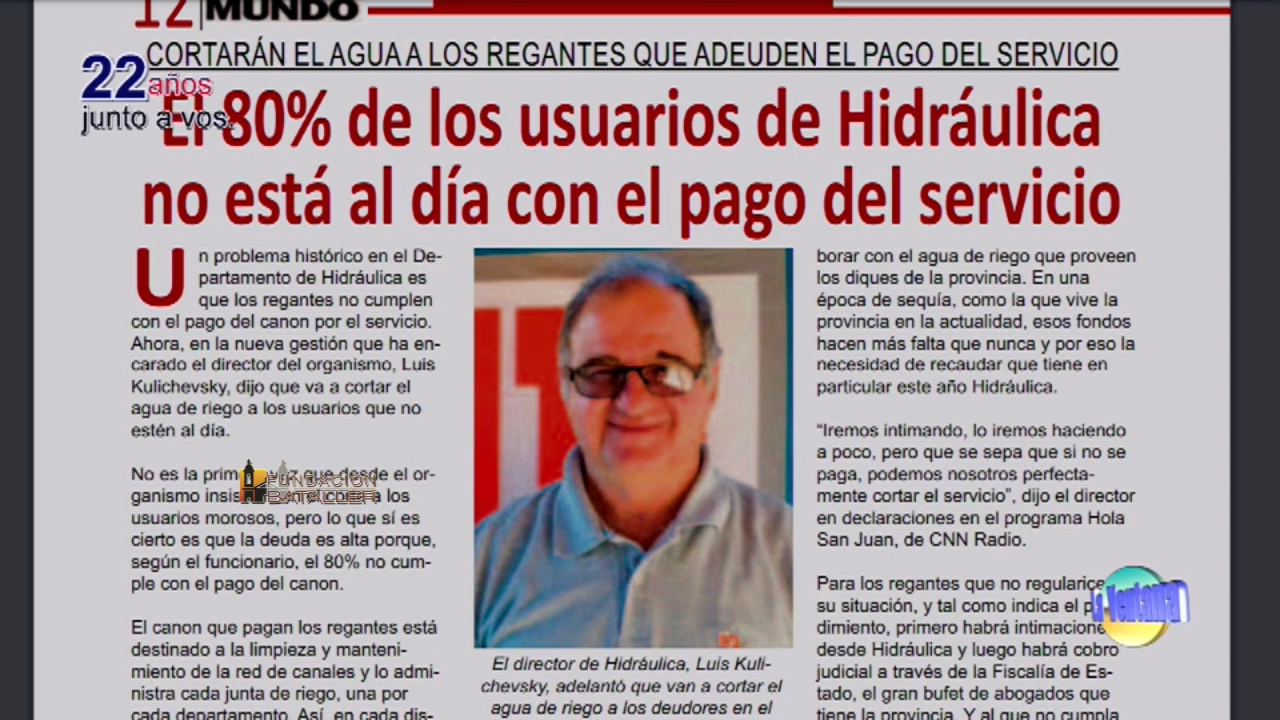 12 MUNDO
CORTARÁN EL AGUA A LOS REGANTES QUE ADEUDEN EL PAGO DEL SERVICIO
22 años
junto a vos.
El 80% de los usuarios de Hidráulica
no está al día con el pago del servicio
Un problema histórico en el De-
partamento de Hidráulica es
que los regantes no cumplen
con el pago del canon por el servicio.
Ahora, en la nueva gestión que ha en-
carado el director del organismo, Luis
Kulichevsky, dijo que va a cortar el
agua de riego a los usuarios que no
estén al día.
No es la prim vez que desde el or-
ganismo insis a los
usuarios morosos, pero lo que sí es
cierto es que la deuda es alta porque,
según el funcionario, el 80% no cum-
ple con el pago del canon.
El canon que pagan los regantes está
destinado a la limpieza y manteni-
miento de la red de canales y lo admi-
nistra cada junta de riego, una por
cada departamento. Así, en cada dis-
FUNDACION
BATALLER
El director de Hidráulica, Luis Kuli-
chevsky, adelantó que van a cortar el
agua de riego a los deudores en el
borar con el agua de riego que proveen
los diques de la provincia. En una
época de sequía, como la que vive la
provincia en la actualidad, esos fondos
hacen más falta que nunca y por eso la
necesidad de recaudar que tiene en
particular este año Hidráulica.
“Iremos intimando, lo iremos haciendo
a poco, pero que se sepa que si no se
paga, podemos nosotros perfecta-
mente cortar el servicio”, dijo el director
en declaraciones en el programa Hola
San Juan, de CNN Radio.
Para los regantes que no regularice
su situación, y tal como indica el p
dimiento, primero habrá intimacione
desde Hidráulica y luego habrá cobro
judicial a través de la Fiscalía de Es-
tado, el gran bufet de abogados que
tiene la provincia. Y al que no cumpla
La Ventana